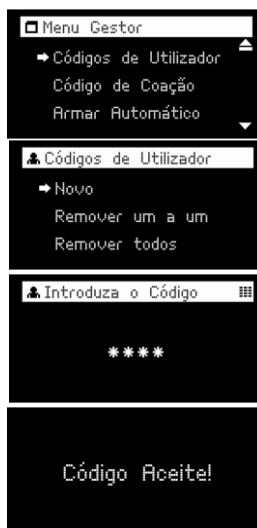 Menu Gestor
Códigos de Utilizador
Código de Coação
Armar Automático
Códigos de Utilizador
Novo
Remover um a um
Remover todos
Introduza o Código
****
Código Aceite!